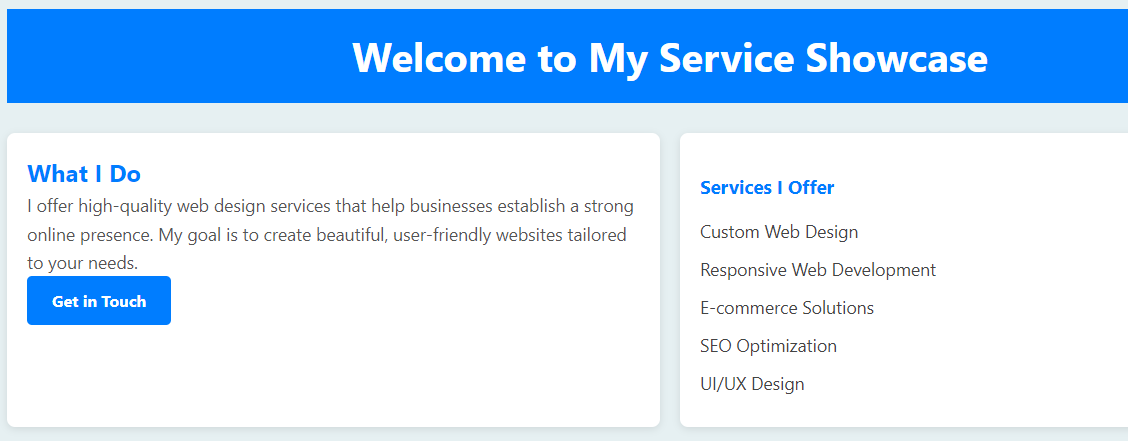 Welcome to My Service Showcase
What I Do
I offer high-quality web design services that help businesses establish a strong
online presence. My goal is to create beautiful, user-friendly websites tailored
to your needs.
Get in Touch
Services I Offer
Custom Web Design
Responsive Web Development
E-commerce Solutions
SEO Optimization
UI/UX Design